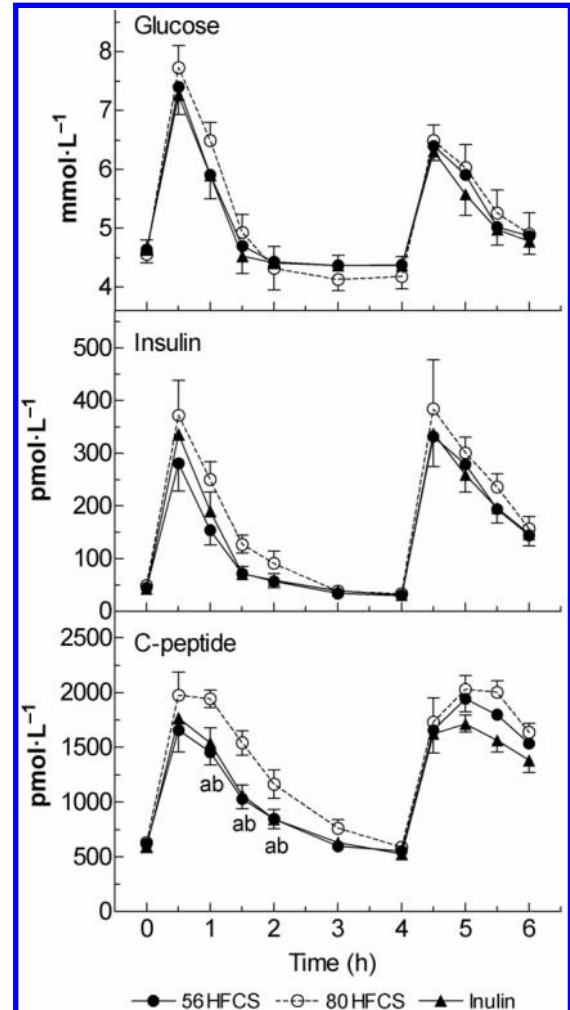 Glucose
8
7
6
5
4
mmol·L⁻¹
Insulin
500
400
300
200
100
0
pmol·L⁻¹
C-peptide
2500
2000
1500
1000
500
0
pmol·L⁻¹
ab
ab
ab
0 1 2 3 4 5 6
Time (h)
56 HFCS 80 HFCS Inulin